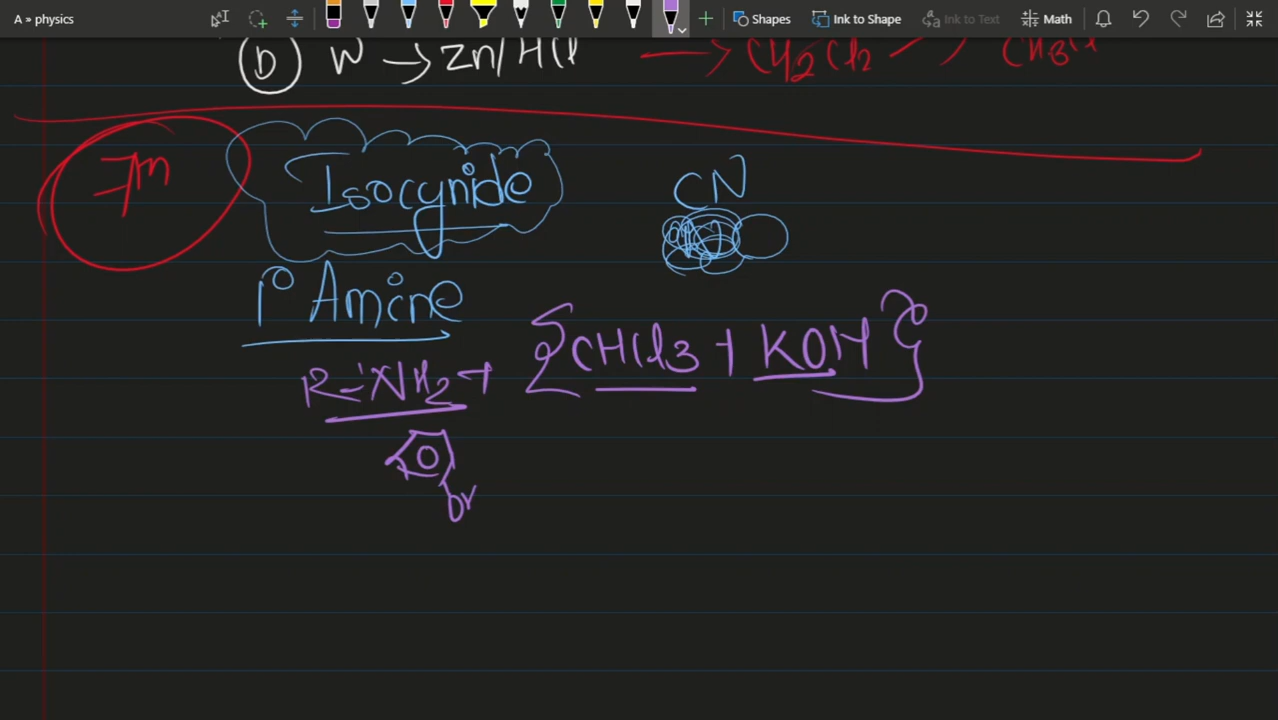 A » physics
Shapes
Ink to Shape
Ink to Text
Math
D W → Zn/HCl → CH2Cl2 → CH3Cl
Isocynide
CN
1° Amine
R-NH2 + {CHCl3 + KOH}